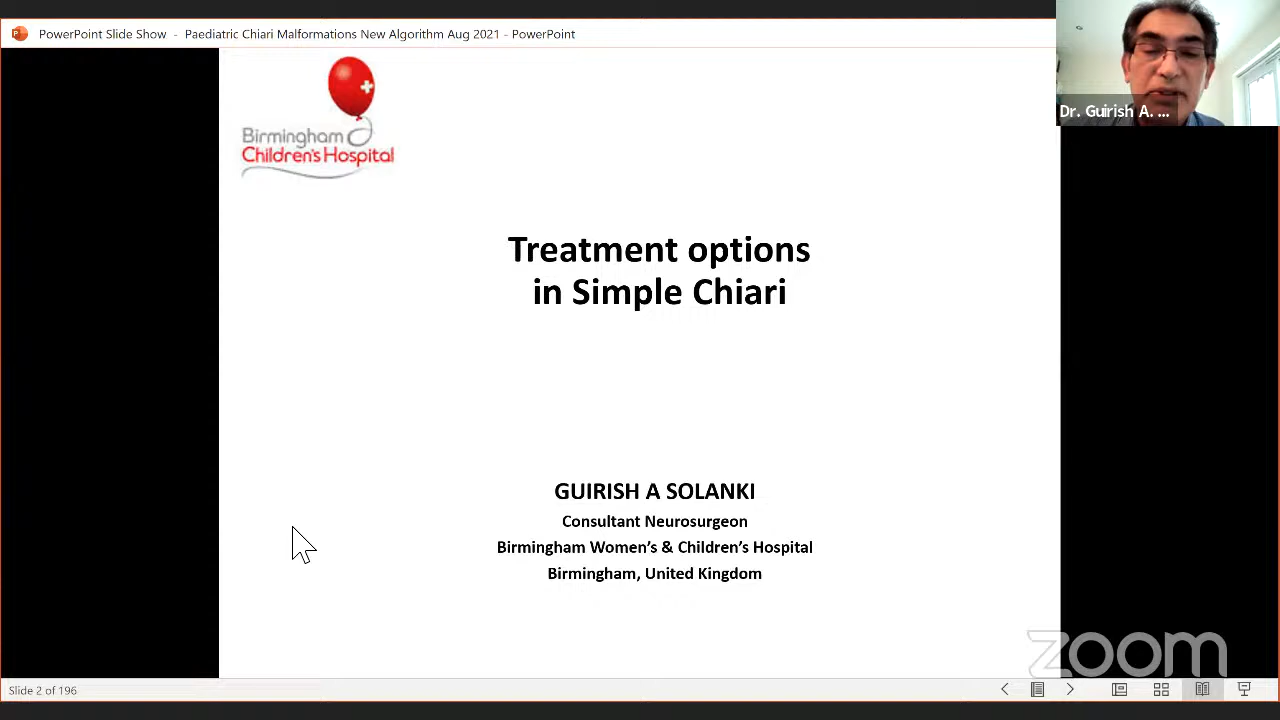 PowerPoint Slide Show - Paediatric Chiari Malformations New Algorithm Aug 2021 - PowerPoint
Dr. Guirish A. ...
Birmingham
Children's Hospital
Treatment options
in Simple Chiari
GUIRISH A SOLANKI
Consultant Neurosurgeon
Birmingham Women's & Children's Hospital
Birmingham, United Kingdom
zoom
Slide 2 of 196